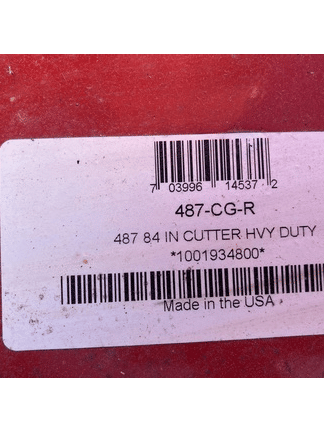 7 03996 14537 2
487-CG-R
487 84 IN CUTTER HVY DUTY
*1001934800*
Made in the USA